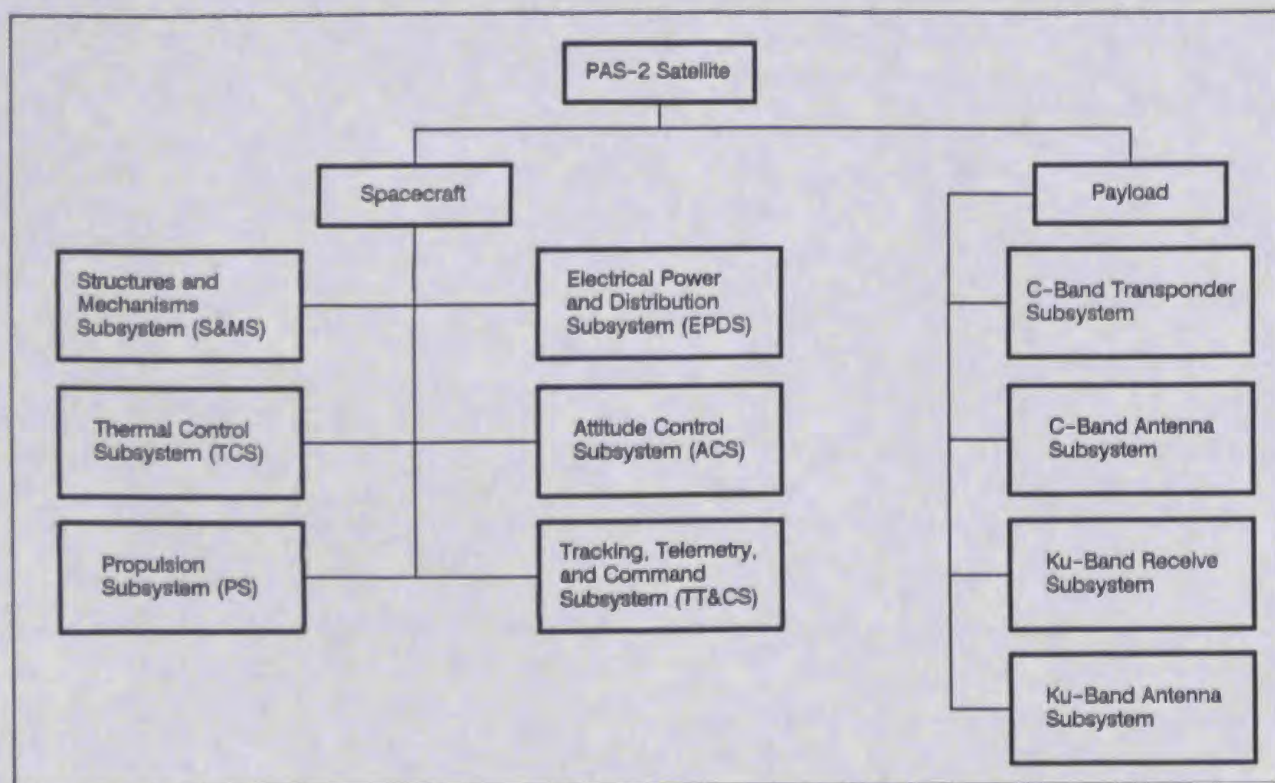 PAS-2 Satellite
Spacecraft
Structures and
Mechanisms
Subsystem (S&MS)
Electrical Power
and Distribution
Subsystem (EPDS)
Thermal Control
Subsystem (TCS)
Attitude Control
Subsystem (ACS)
Propulsion
Subsystem (PS)
Tracking, Telemetry,
and Command
Subsystem (TT&CS)
Payload
C-Band Transponder
Subsystem
C-Band Antenna
Subsystem
Ku-Band Receive
Subsystem
Ku-Band Antenna
Subsystem